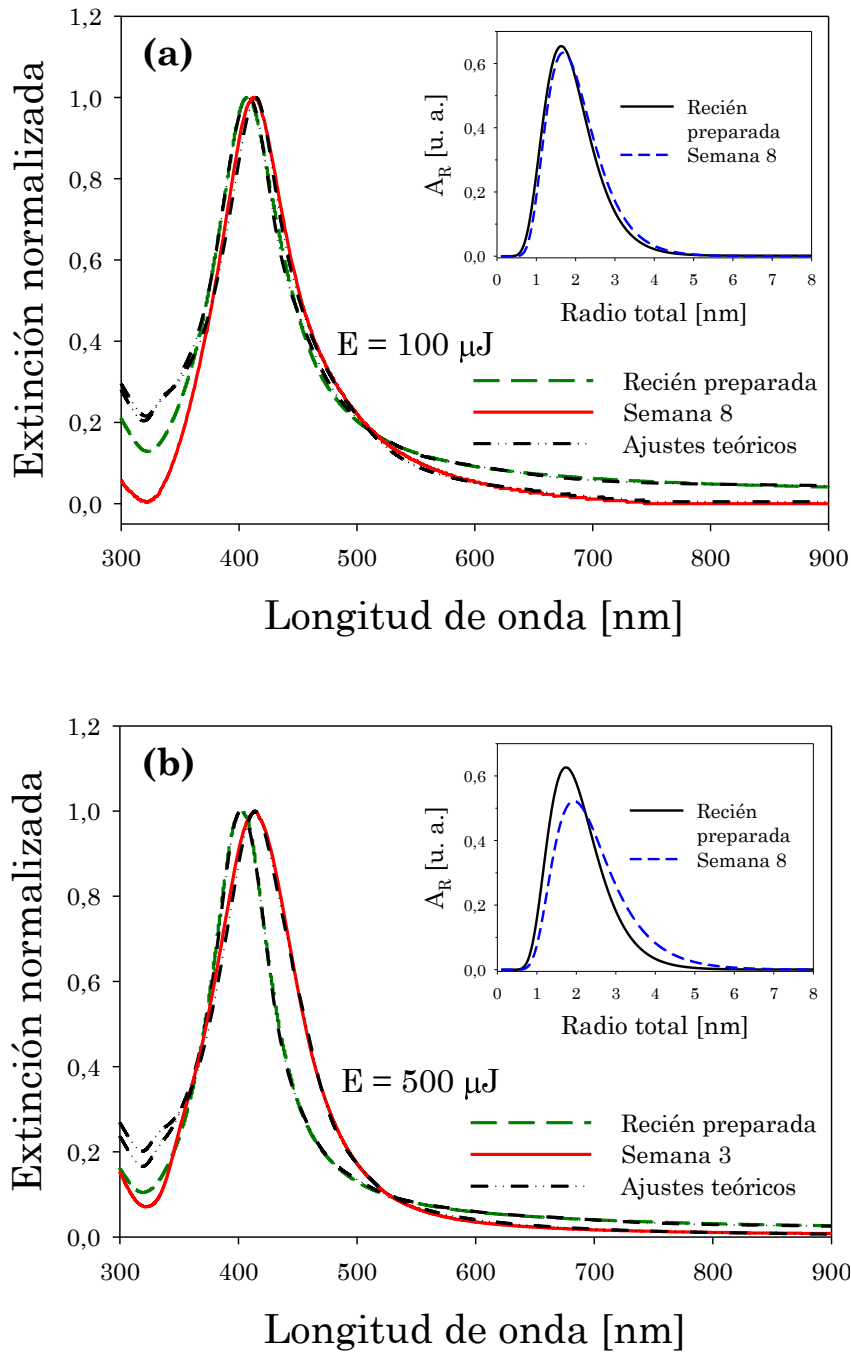 (a)
Extinción normalizada
1,2
1,0
0,8
0,6
0,4
0,2
0,0
300 400 500 600 700 800 900
Longitud de onda [nm]
E = 100 μJ
Recién preparada
Semana 8
Ajustes teóricos
A_R [u. a.]
0,6
0,4
0,2
0,0
0 1 2 3 4 5 6 7 8
Radio total [nm]
Recién
preparada
Semana 8
(b)
Extinción normalizada
1,2
1,0
0,8
0,6
0,4
0,2
0,0
300 400 500 600 700 800 900
Longitud de onda [nm]
E = 500 μJ
Recién preparada
Semana 3
Ajustes teóricos
A_R [u. a.]
0,6
0,4
0,2
0,0
0 1 2 3 4 5 6 7 8
Radio total [nm]
Recién
preparada
Semana 8